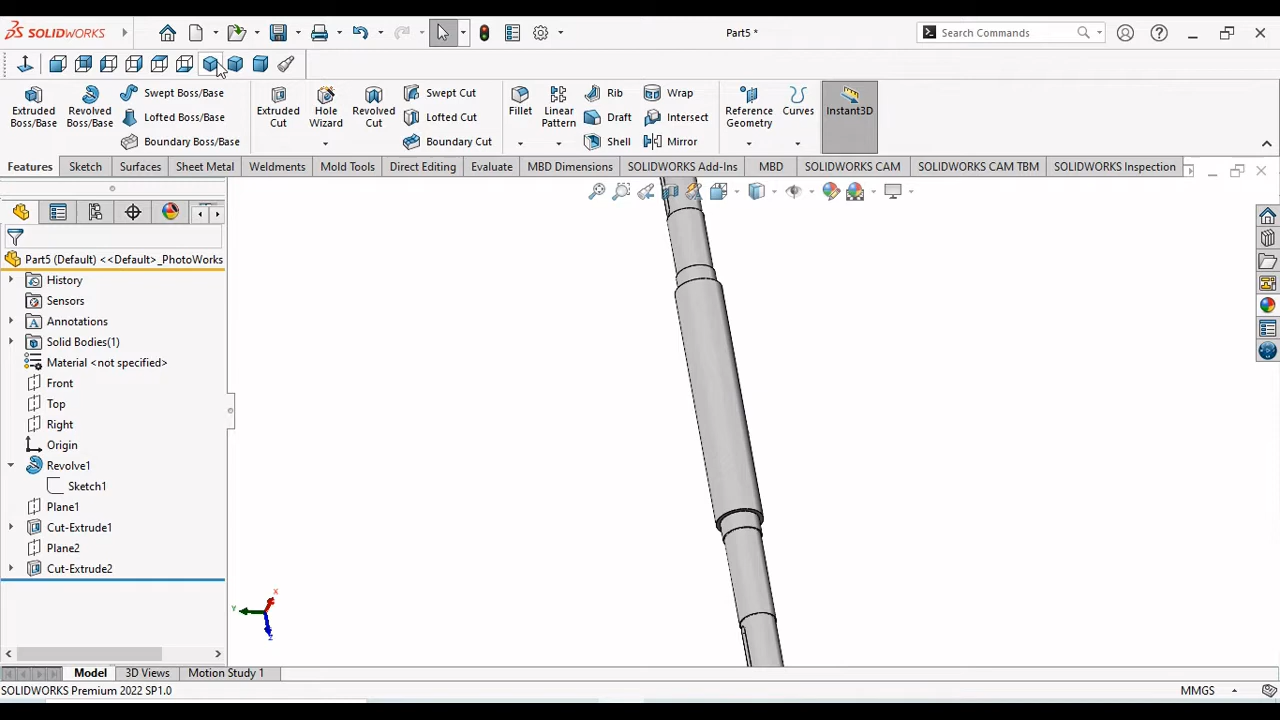 SOLIDWORKS
Part5 *
Search Commands
Extruded Boss/Base
Revolved Boss/Base
Swept Boss/Base
Lofted Boss/Base
Boundary Boss/Base
Extruded Cut
Hole Wizard
Revolved Cut
Swept Cut
Lofted Cut
Boundary Cut
Fillet
Linear Pattern
Rib
Draft
Shell
Wrap
Intersect
Mirror
Reference Geometry
Curves
Instant3D
Features
Sketch
Surfaces
Sheet Metal
Weldments
Mold Tools
Direct Editing
Evaluate
MBD Dimensions
SOLIDWORKS Add-Ins
MBD
SOLIDWORKS CAM
SOLIDWORKS CAM TBM
SOLIDWORKS Inspection
Part5 (Default) <<Default>_PhotoWorks
History
Sensors
Annotations
Solid Bodies(1)
Material <not specified>
Front
Top
Right
Origin
Revolve1
Sketch1
Plane1
Cut-Extrude1
Plane2
Cut-Extrude2
X
Y
Z
Model
3D Views
Motion Study 1
SOLIDWORKS Premium 2022 SP1.0
MMGS